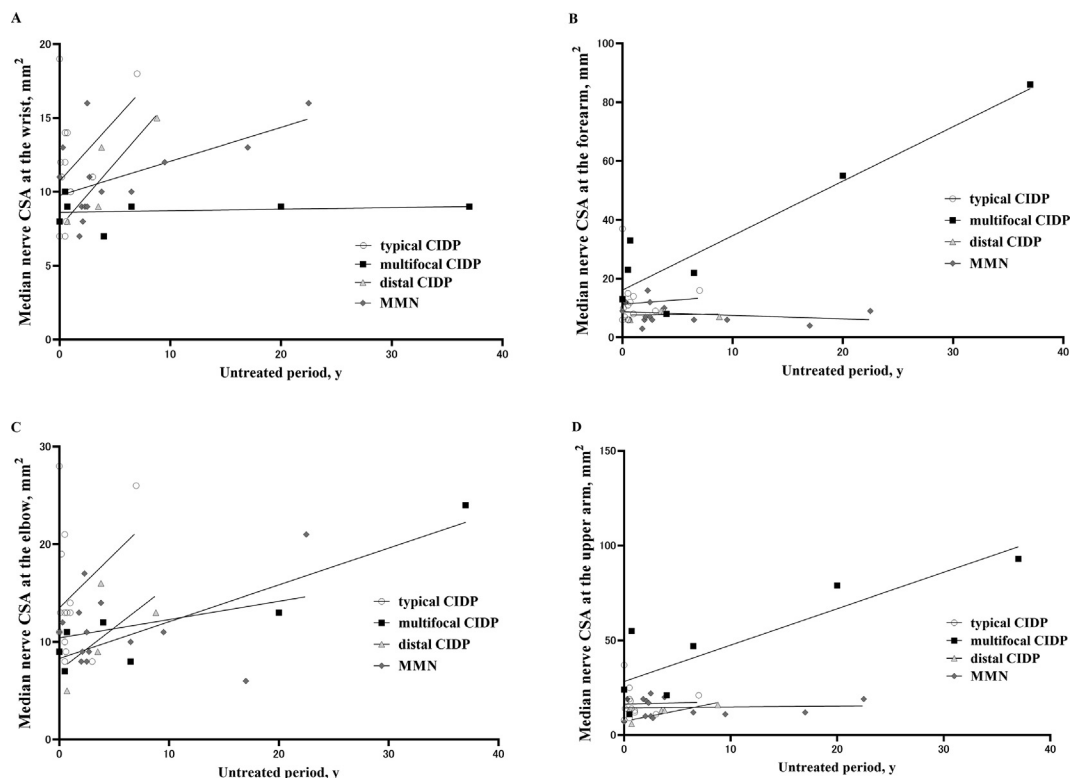 A
Median nerve CSA at the wrist, mm2
20
15
10
5
0
0 10 20 30 40
Untreated period, y
typical CIDP
multifocal CIDP
distal CIDP
MMN
B
Median nerve CSA at the forearm, mm2
100
80
60
40
20
0
0 10 20 30 40
Untreated period, y
typical CIDP
multifocal CIDP
distal CIDP
MMN
C
Median nerve CSA at the elbow, mm2
30
20
10
0
0 10 20 30 40
Untreated period, y
typical CIDP
multifocal CIDP
distal CIDP
MMN
D
Median nerve CSA at the upper arm, mm2
150
100
50
0
0 10 20 30 40
Untreated period, y
typical CIDP
multifocal CIDP
distal CIDP
MMN